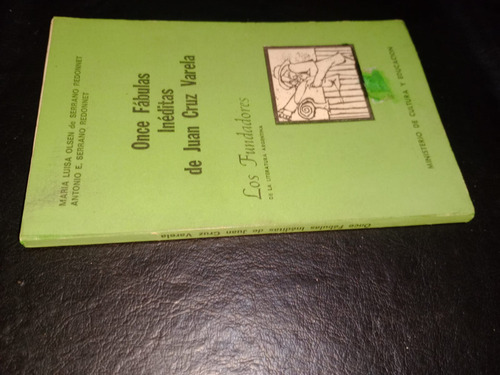 MARIA LUISA OLSEN de SERRANO REDONNET
ANTONIO E. SERRANO REDONNET
Once Fábulas
Inéditas
de Juan Cruz Varela
Los Fundadores
DE LA LITERATURA ARGENTINA
MINISTERIO DE CULTURA Y EDUCACION
Once Fábulas Inéditas de Juan Cruz Varela